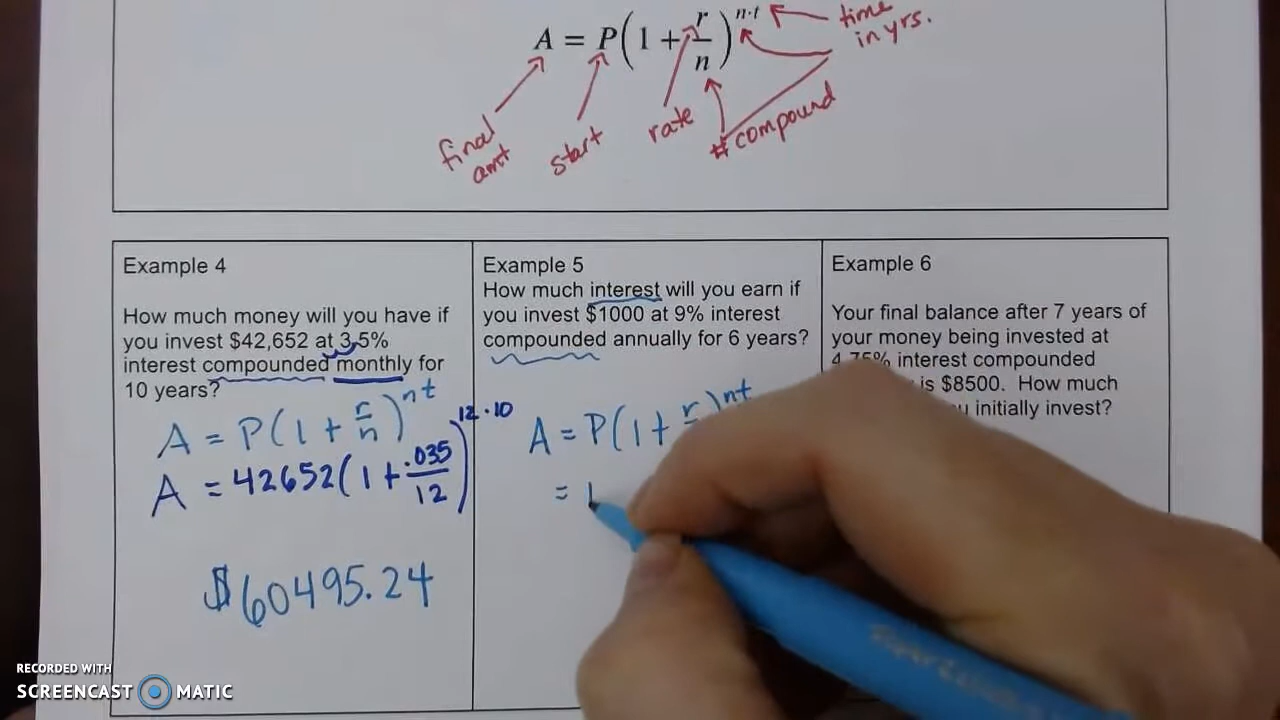 A = P(1 + r/n)^n·t
time
in yrs.
final
amt
start
rate
# compound
Example 4
How much money will you have if
you invest $42,652 at 3.5%
interest compounded monthly for
10 years?
A = P(1 + r/n)^nt
A = 42652(1 + .035/12)^12·10
$60495.24
Example 5
How much interest will you earn if
you invest $1000 at 9% interest
compounded annually for 6 years?
A = P(1 + r nt
= 1
Example 6
Your final balance after 7 years of
your money being invested at
4.75% interest compounded
is $8500. How much
initially invest?
RECORDED WITH
SCREENCAST MATIC